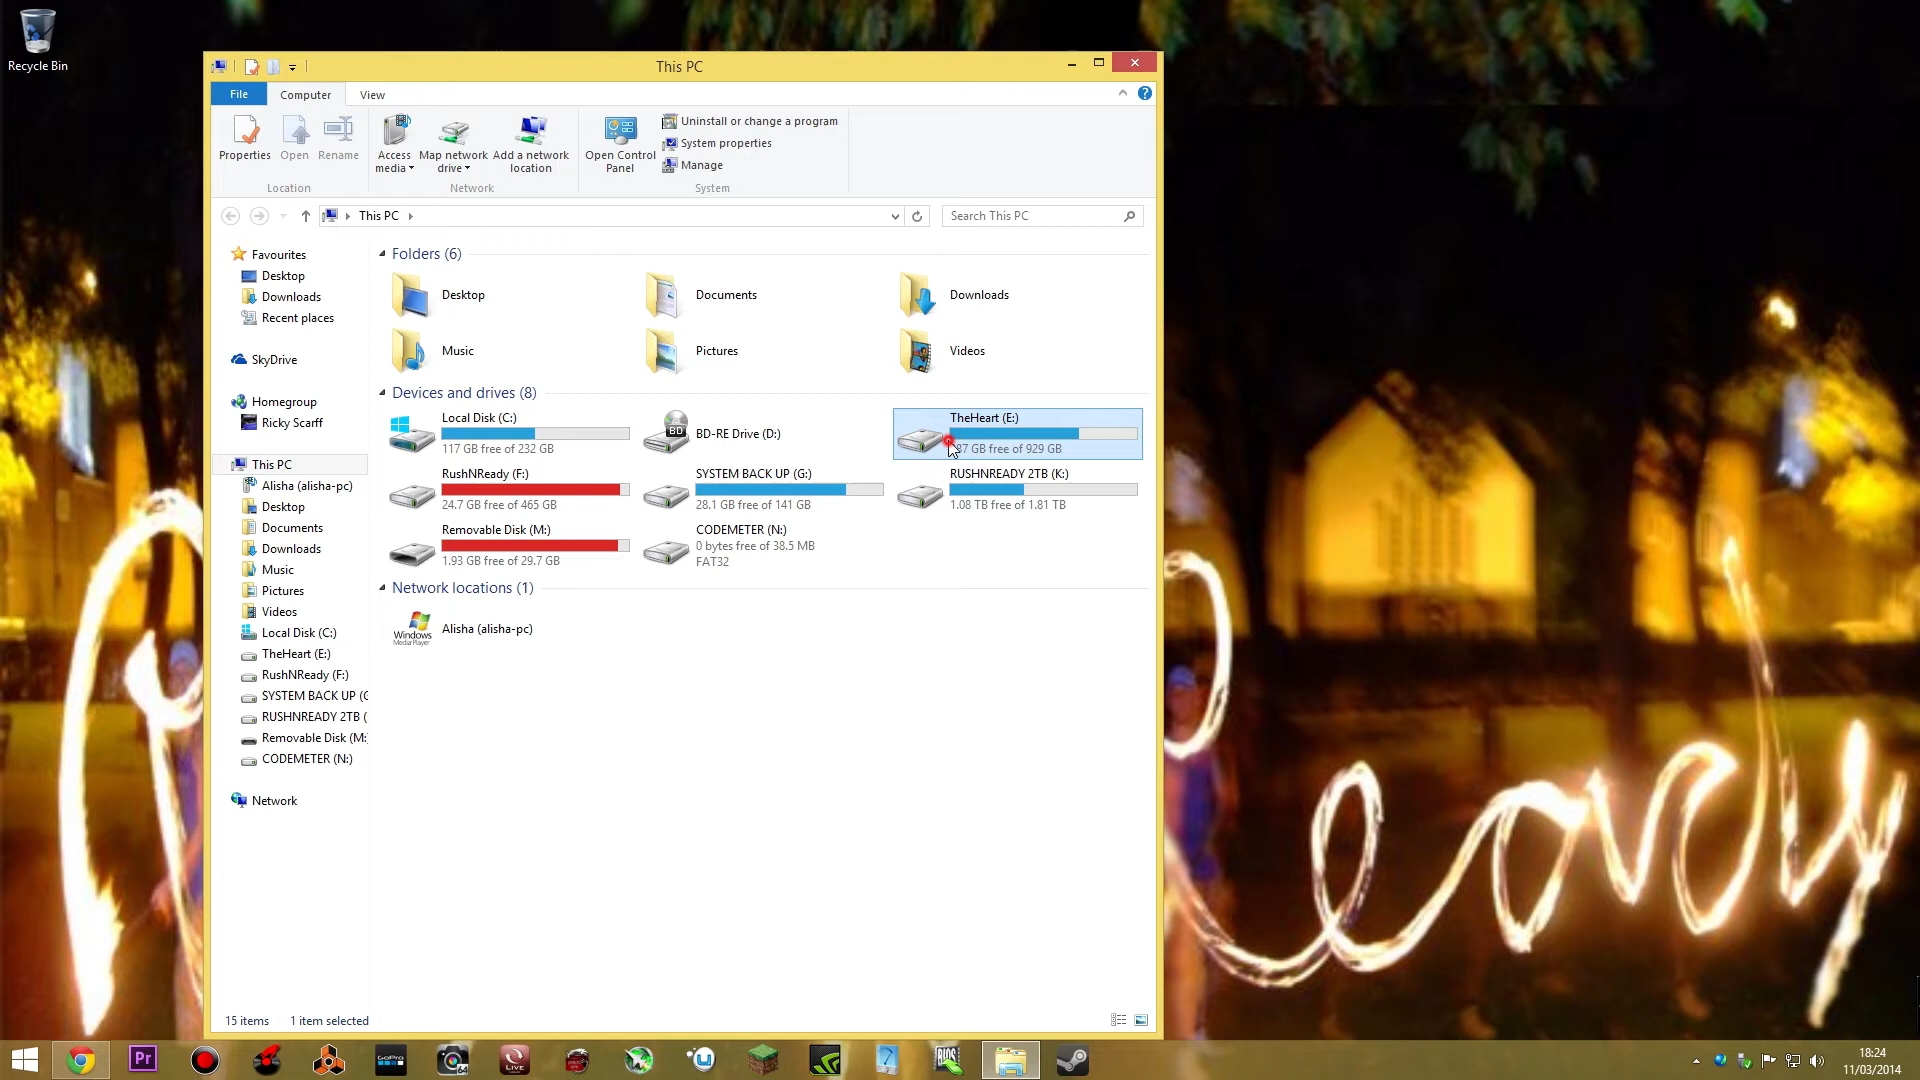 Recycle Bin
This PC
File
Computer
View
Properties
Open
Rename
Access media
Map network drive
Add a network location
Open Control Panel
Uninstall or change a program
System properties
Manage
Location
Network
System
This PC
Search This PC
Favourites
Desktop
Downloads
Recent places
SkyDrive
Homegroup
Ricky Scarff
This PC
Alisha (alisha-pc)
Desktop
Documents
Downloads
Music
Pictures
Videos
Local Disk (C:)
TheHeart (E:)
RushNReady (F:)
SYSTEM BACK UP (G
RUSHNREADY 2TB (
Removable Disk (M:
CODEMETER (N:)
Network
Folders (6)
Desktop
Documents
Downloads
Music
Pictures
Videos
Devices and drives (8)
Local Disk (C:)
117 GB free of 232 GB
BD
BD-RE Drive (D:)
TheHeart (E:)
87 GB free of 929 GB
RushNReady (F:)
24.7 GB free of 465 GB
SYSTEM BACK UP (G:)
28.1 GB free of 141 GB
RUSHNREADY 2TB (K:)
1.08 TB free of 1.81 TB
Removable Disk (M:)
1.93 GB free of 29.7 GB
CODEMETER (N:)
0 bytes free of 38.5 MB
FAT32
Network locations (1)
Windows
Media Player
Alisha (alisha-pc)
15 items
1 item selected
eady
Pr
GoPro
64
LIVE
BIOS
18:24
11/03/2014